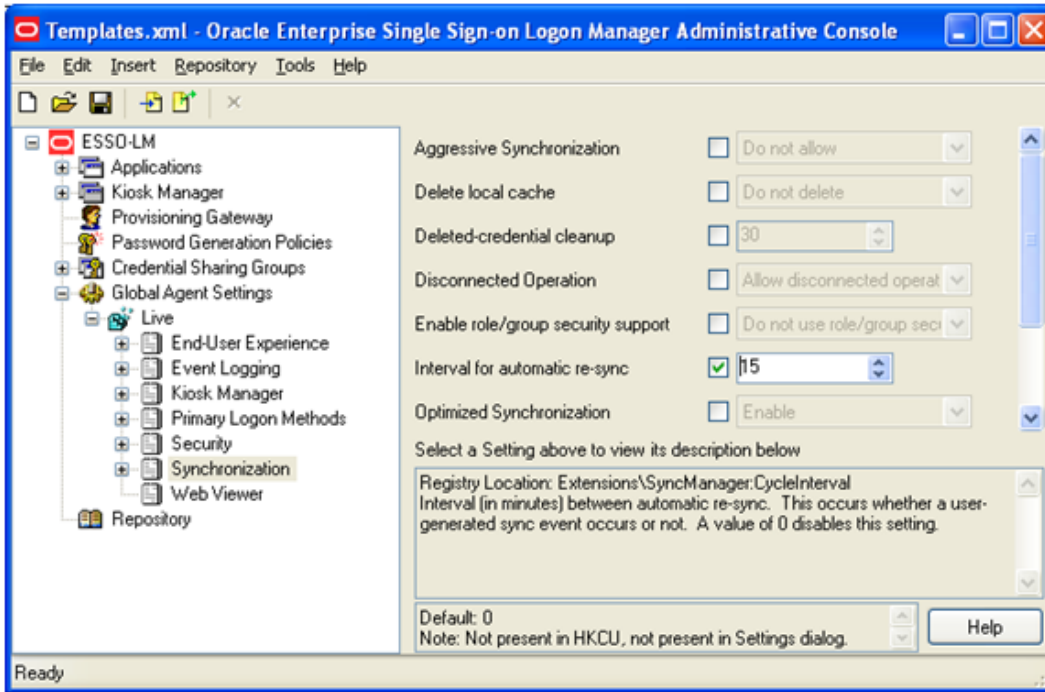 Templates.xml - Oracle Enterprise Single Sign-on Logon Manager Administrative Console
File Edit Insert Repository Tools Help
ESSO-LM
Applications
Kiosk Manager
Provisioning Gateway
Password Generation Policies
Credential Sharing Groups
Global Agent Settings
Live
End-User Experience
Event Logging
Kiosk Manager
Primary Logon Methods
Security
Synchronization
Web Viewer
Repository
Aggressive Synchronization Do not allow
Delete local cache Do not delete
Deleted-credential cleanup 30
Disconnected Operation Allow disconnected operat
Enable role/group security support Do not use role/group secu
Interval for automatic re-sync 15
Optimized Synchronization Enable
Select a Setting above to view its description below
Registry Location: Extensions\SyncManager:CycleInterval
Interval (in minutes) between automatic re-sync. This occurs whether a user-
generated sync event occurs or not. A value of 0 disables this setting.
Default: 0
Note: Not present in HKCU, not present in Settings dialog.
Help
Ready